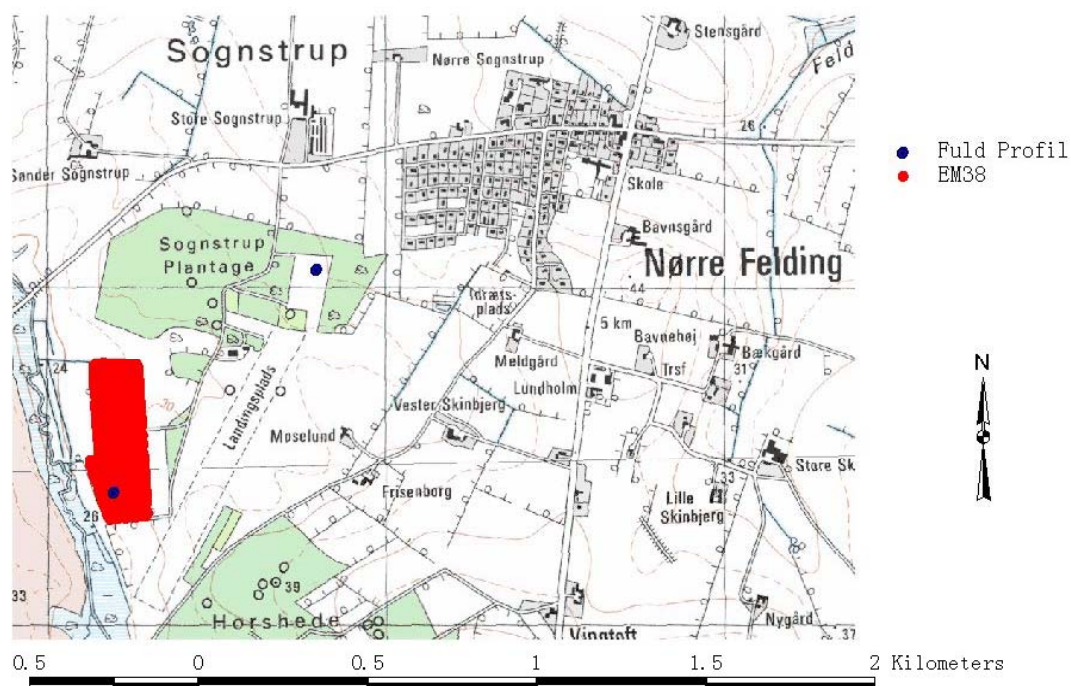 Stensgård
Sognstrup
Nørre Sognstrup
Feld
Store Sognstrup
26
Fuld Profil
EM38
Sønder Sognstrup
Skole
Bavnsgård
Sognstrup
Plantage
Nørre Felding
44
Idræts-
plads
5 km
Bavnehøj
Bækgård
Meldgård
31
Trsf
24
Lundholm
N
20
Landingsplads
Vester Skinbjerg
Moselund
Store Sk
33
Frisenborg
Lille
Skinbjerg
26
39
33
Horshede
Nygård
Vingtoft
37
0.5 0 0.5 1 1.5 2 Kilometers